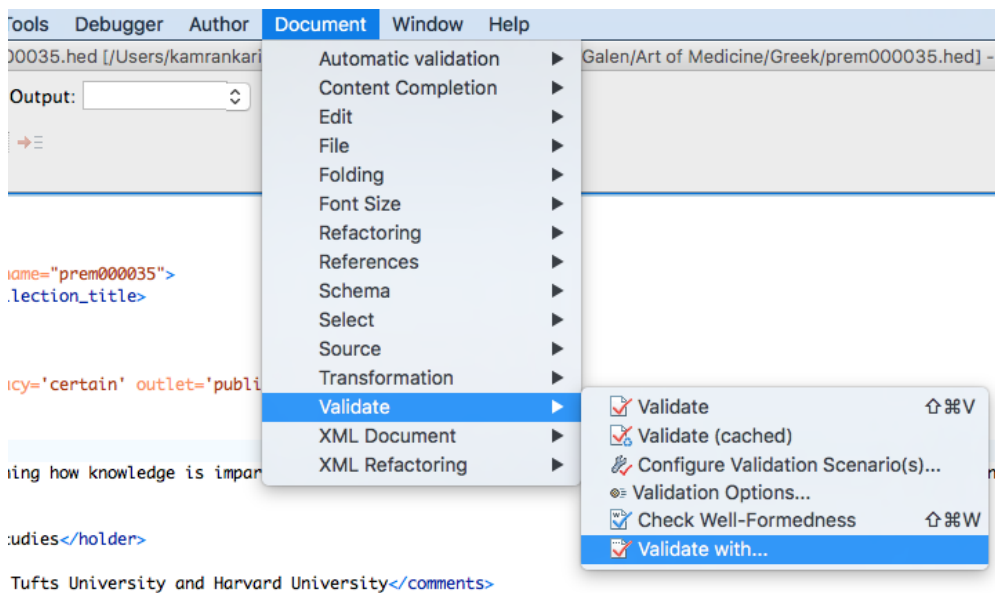 Tools Debugger Author Document Window Help
00035.hed [/Users/kamrankari Galen/Art of Medicine/Greek/prem000035.hed] -
Output:
Automatic validation
Content Completion
Edit
File
Folding
Font Size
Refactoring
References
Schema
Select
Source
Transformation
Validate
XML Document
XML Refactoring
Validate ⇧⌘V
Validate (cached)
Configure Validation Scenario(s)...
Validation Options...
Check Well-Formedness ⇧⌘W
Validate with...
name="prem000035">
llection_title>
acy='certain' outlet='publi
ning how knowledge is impar
tudies</holder>
Tufts University and Harvard University</comments>